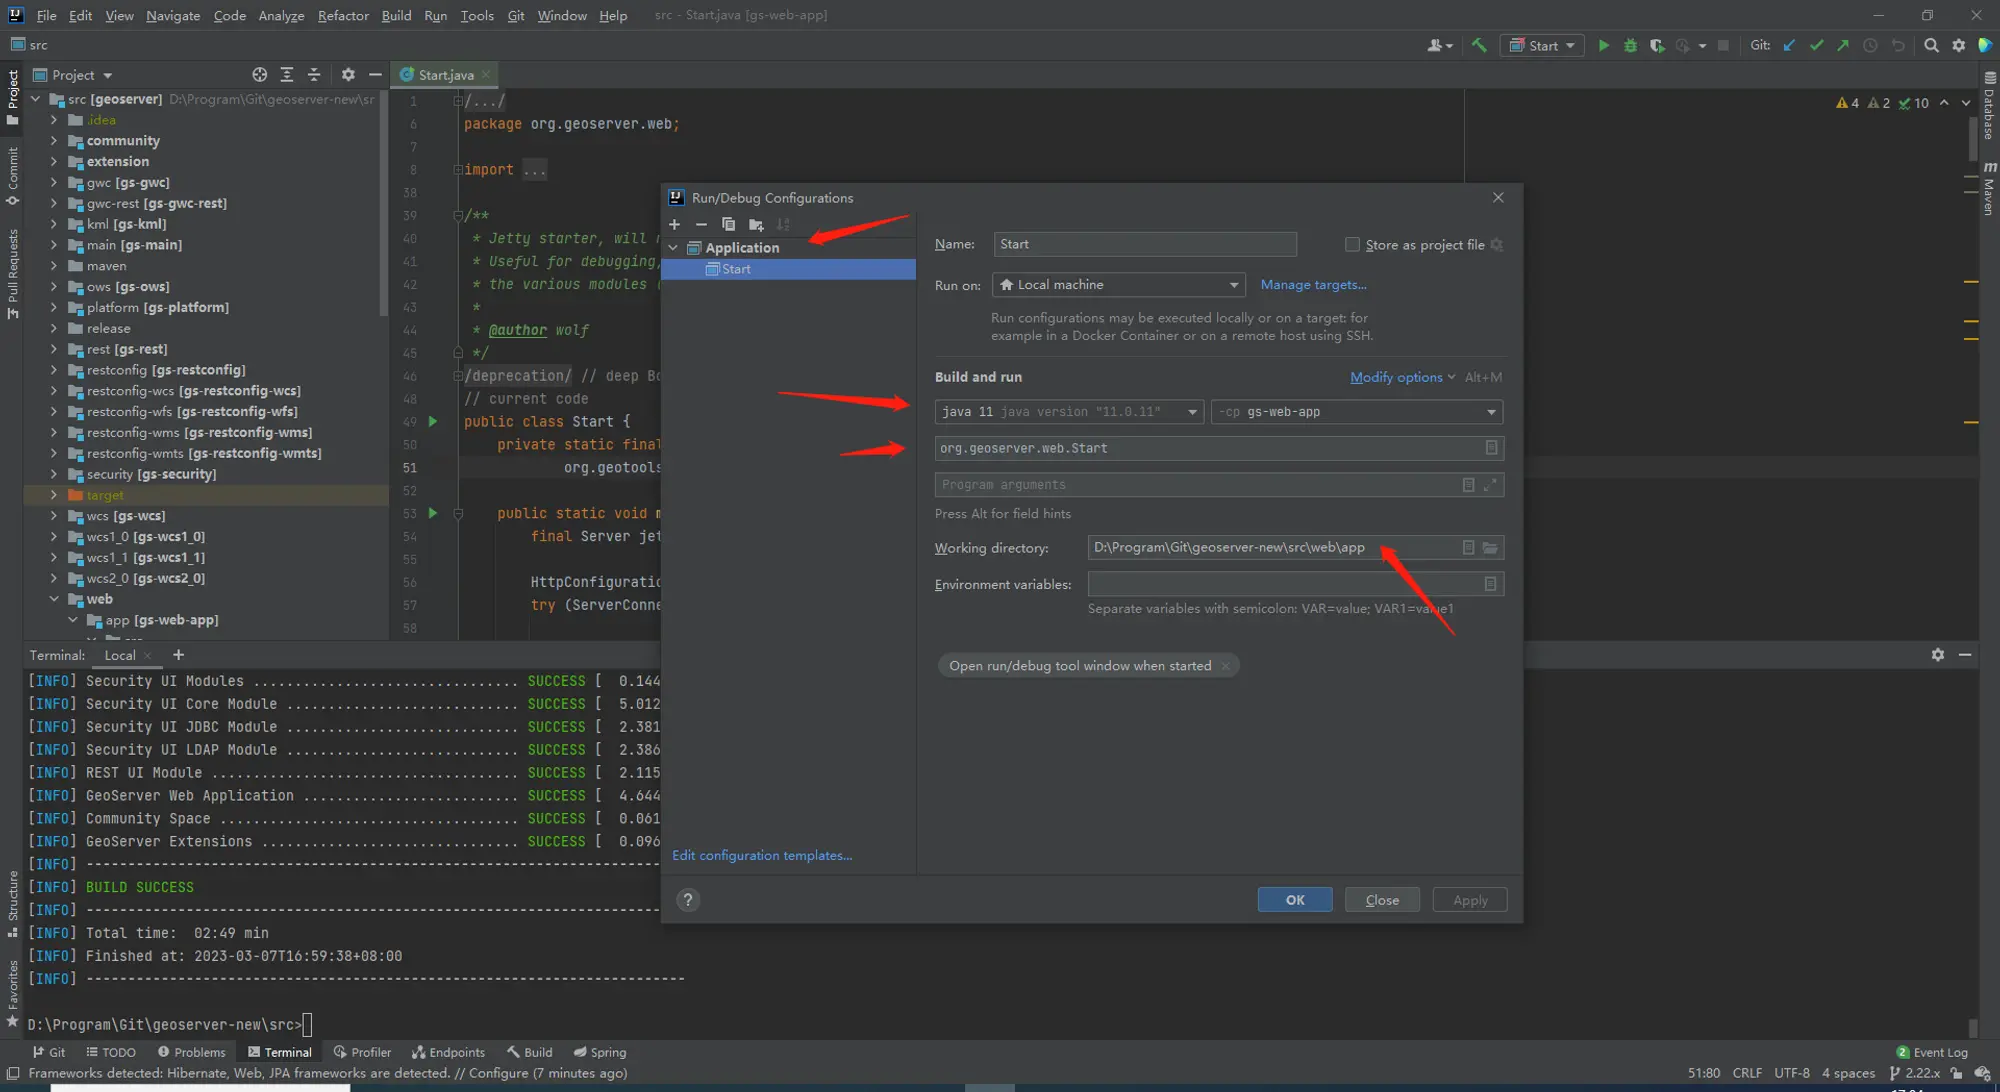 File Edit View Navigate Code Analyze Refactor Build Run Tools Git Window Help src - Start.java [gs-web-app]
src Start Git:
Project Start.java
src [geoserver] D:\Program\Git\geoserver-new\sr
.idea
community
extension
gwc [gs-gwc]
gwc-rest [gs-gwc-rest]
kml [gs-kml]
main [gs-main]
maven
ows [gs-ows]
platform [gs-platform]
release
rest [gs-rest]
restconfig [gs-restconfig]
restconfig-wcs [gs-restconfig-wcs]
restconfig-wfs [gs-restconfig-wfs]
restconfig-wms [gs-restconfig-wms]
restconfig-wmts [gs-restconfig-wmts]
security [gs-security]
target
wcs [gs-wcs]
wcs1_0 [gs-wcs1_0]
wcs1_1 [gs-wcs1_1]
wcs2_0 [gs-wcs2_0]
web
app [gs-web-app]
Project
Commit
Pull Requests
Structure
Favorites
1 /.../
6 package org.geoserver.web;
7
8 import ...
38
39 /**
40 * Jetty starter, will
41 * Useful for debugging,
42 * the various modules
43 *
44 * @author wolf
45 */
46 /deprecation/ // deep
48 // current code
49 public class Start {
50 private static final
51 org.geotools
52
53 public static void
54 final Server
55
56 HttpConfiguratio
57 try (ServerConne
58
4 2 10
Database
Maven
Run/Debug Configurations
Application
Start
Edit configuration templates...
Name: Start Store as project file
Run on: Local machine Manage targets...
Run configurations may be executed locally or on a target: for
example in a Docker Container or on a remote host using SSH.
Build and run Modify options Alt+M
java 11 java version "11.0.11" -cp gs-web-app
org.geoserver.web.Start
Program arguments
Press Alt for field hints
Working directory: D:\Program\Git\geoserver-new\src\web\app
Environment variables:
Separate variables with semicolon: VAR=value; VAR1=value1
Open run/debug tool window when started
? OK Close Apply
Terminal: Local +
[INFO] Security UI Modules ................................ SUCCESS [ 0.144
[INFO] Security UI Core Module ............................ SUCCESS [ 5.012
[INFO] Security UI JDBC Module ............................ SUCCESS [ 2.381
[INFO] Security UI LDAP Module ............................ SUCCESS [ 2.386
[INFO] REST UI Module ..................................... SUCCESS [ 2.115
[INFO] GeoServer Web Application .......................... SUCCESS [ 4.644
[INFO] Community Space .................................... SUCCESS [ 0.061
[INFO] GeoServer Extensions ............................... SUCCESS [ 0.096
[INFO] ------------------------------------------------------------------------
[INFO] BUILD SUCCESS
[INFO] ------------------------------------------------------------------------
[INFO] Total time: 02:49 min
[INFO] Finished at: 2023-03-07T16:59:38+08:00
[INFO] ------------------------------------------------------------------------
D:\Program\Git\geoserver-new\src>
Git TODO Problems Terminal Profiler Endpoints Build Spring 2 Event Log
Frameworks detected: Hibernate, Web, JPA frameworks are detected. // Configure (7 minutes ago) 51:80 CRLF UTF-8 4 spaces 2.22.x